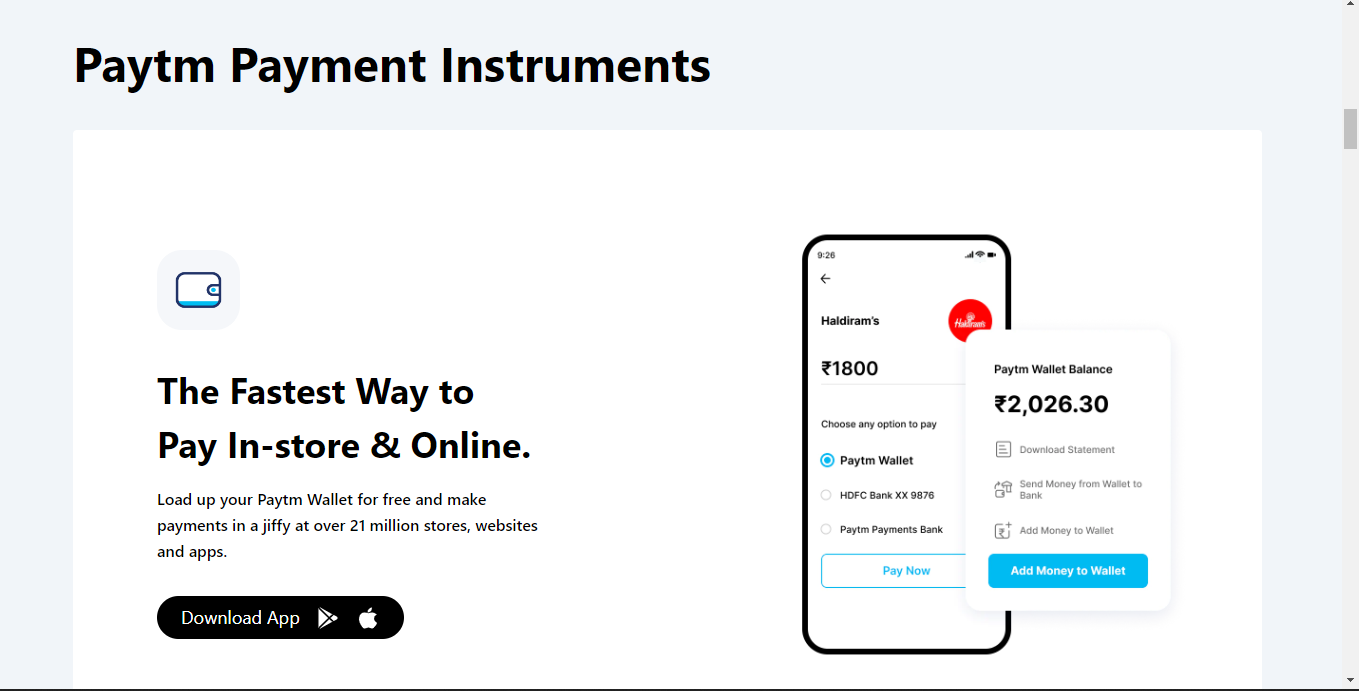 Paytm Payment Instruments
The Fastest Way to
Pay In-store & Online.
Load up your Paytm Wallet for free and make
payments in a jiffy at over 21 million stores, websites
and apps.
Download App
9:26
Haldiram's
Haldiram's
₹1800
Choose any option to pay
Paytm Wallet
HDFC Bank XX 9876
Paytm Payments Bank
Pay Now
Paytm Wallet Balance
₹2,026.30
Download Statement
Send Money from Wallet to
Bank
Add Money to Wallet
Add Money to Wallet